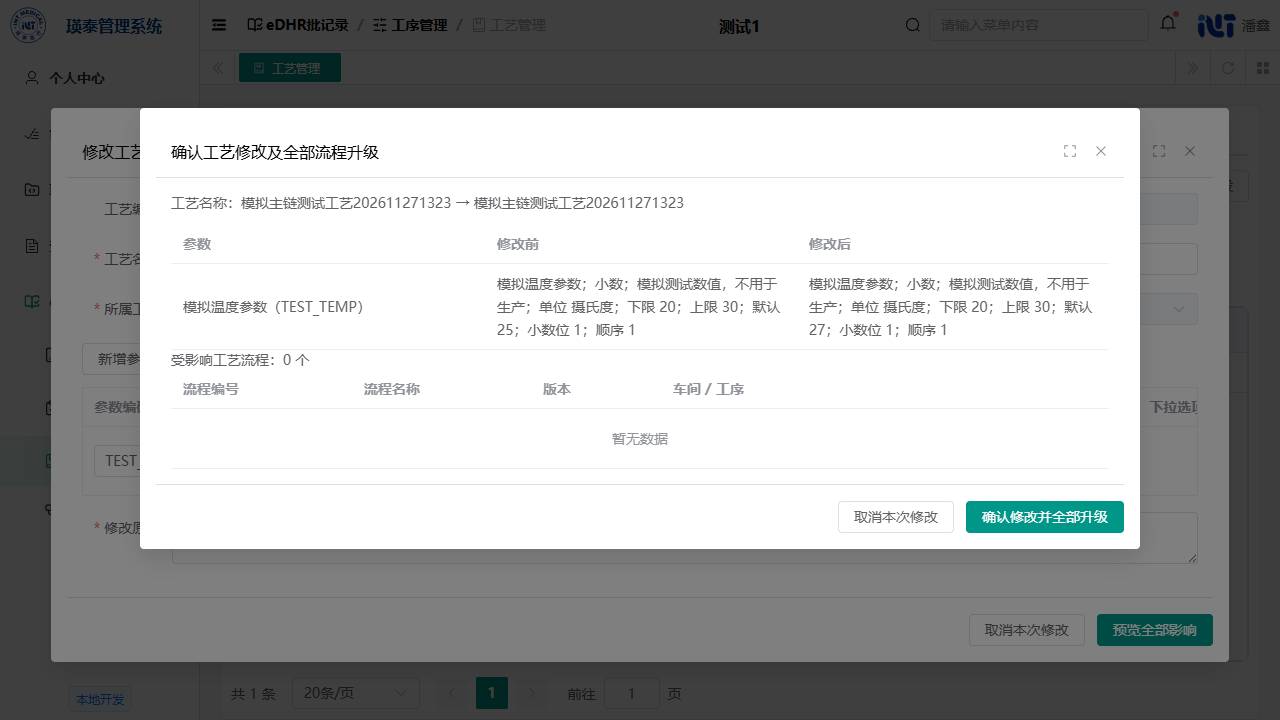 瑛泰管理系统
eDHR批记录 / 工序管理 / 工艺管理
测试1
请输入菜单内容
潘鑫
工艺管理
个人中心
修改工艺
确认工艺修改及全部流程升级
工艺名称：模拟主链测试工艺202611271323 → 模拟主链测试工艺202611271323
参数 修改前 修改后
模拟温度参数（TEST_TEMP）
模拟温度参数；小数；模拟测试数值，不用于
生产；单位 摄氏度；下限 20；上限 30；默认
25；小数位 1；顺序 1
模拟温度参数；小数；模拟测试数值，不用于
生产；单位 摄氏度；下限 20；上限 30；默认
27；小数位 1；顺序 1
受影响工艺流程：0 个
流程编号 流程名称 版本 车间 / 工序
暂无数据
取消本次修改 确认修改并全部升级
* 工艺名
* 所属工
新增参
参数编码
下拉选项
TEST_
* 修改原
取消本次修改 预览全部影响
本地开发
共 1 条 20条/页 1 前往 1 页